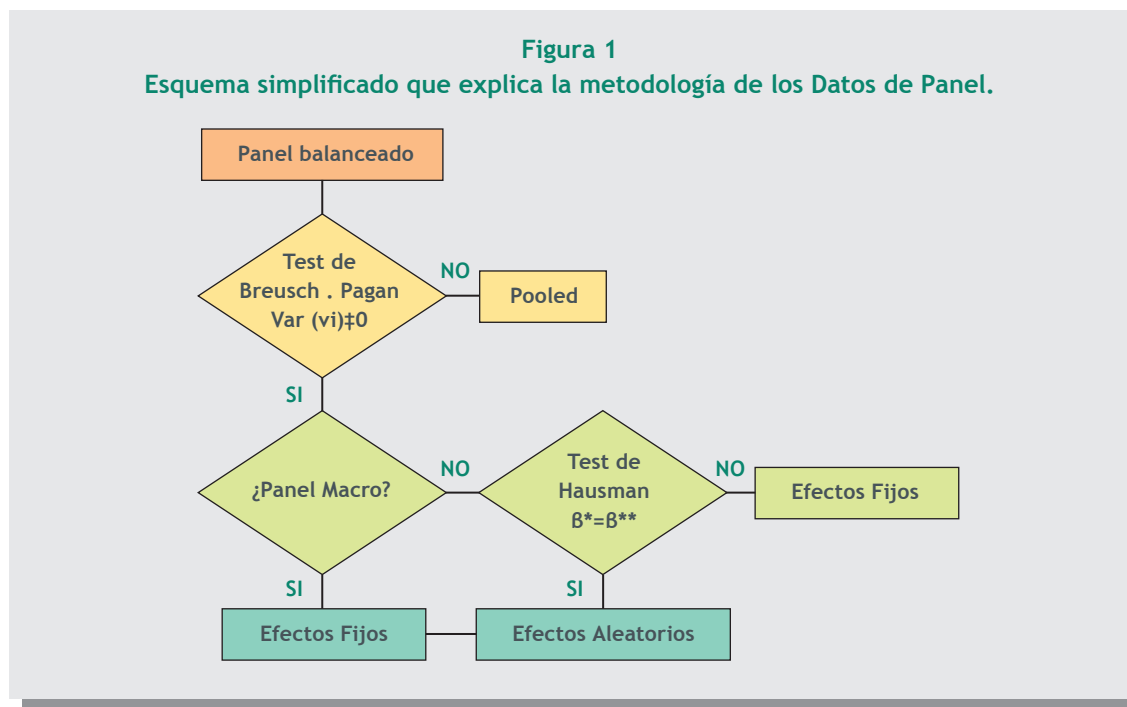 Figura 1
Esquema simplificado que explica la metodología de los Datos de Panel.
Panel balanceado
Test de
Breusch . Pagan
Var (vi)‡0
NO
Pooled
SI
¿Panel Macro?
NO
Test de
Hausman
ß*=ß**
NO
Efectos Fijos
SI
SI
Efectos Fijos
Efectos Aleatorios